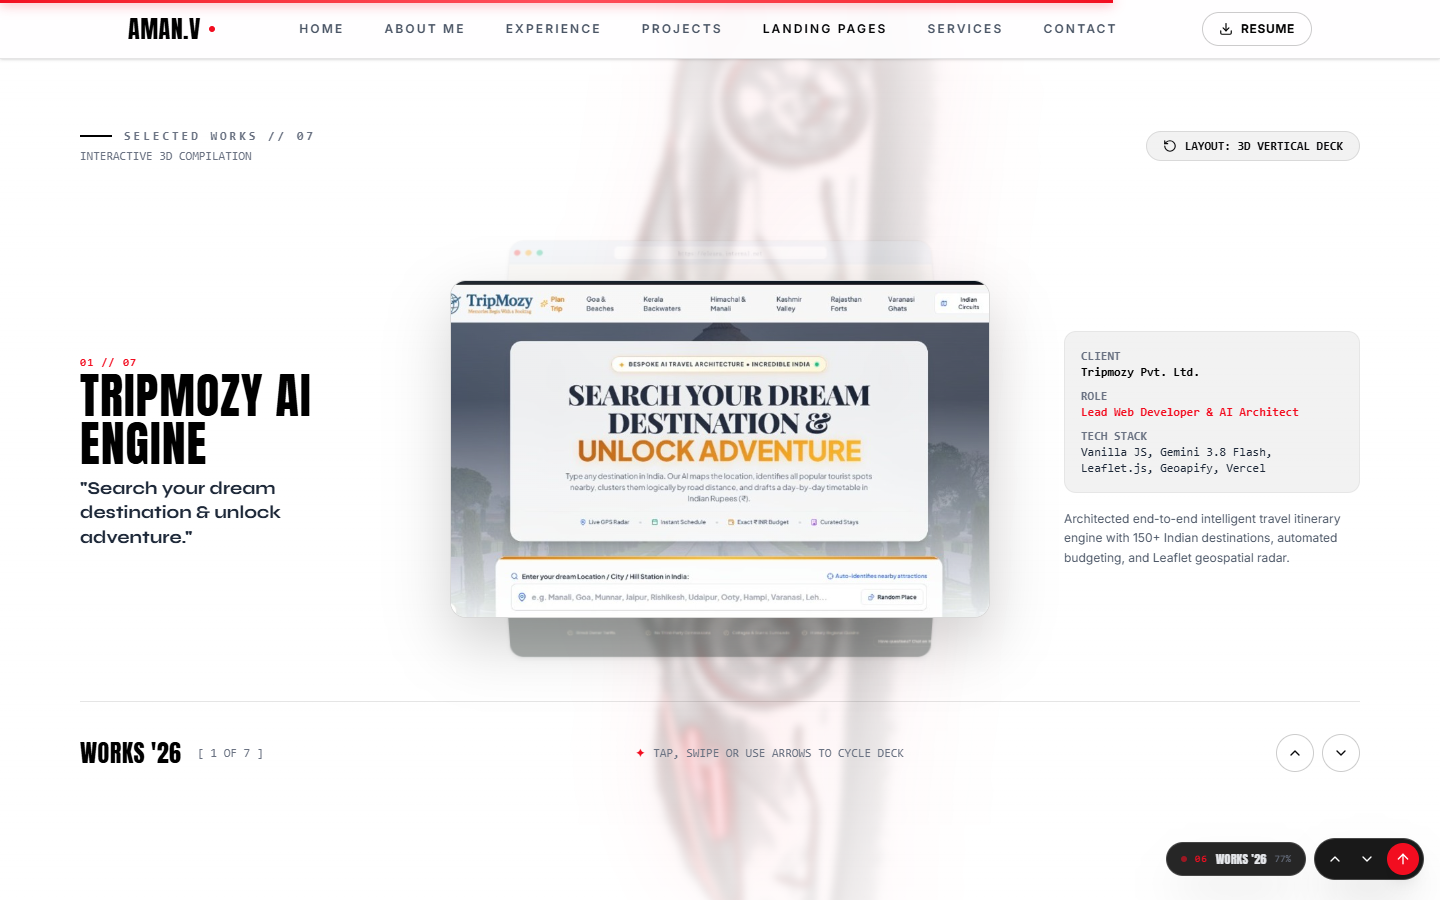 AMAN.V
HOME
ABOUT ME
EXPERIENCE
PROJECTS
LANDING PAGES
SERVICES
CONTACT
RESUME
SELECTED WORKS // 07
INTERACTIVE 3D COMPILATION
LAYOUT: 3D VERTICAL DECK
01 // 07
TRIPMOZY AI
ENGINE
"Search your dream
destination & unlock
adventure."
TripMozy
Plan
Trip
Goa &
Beaches
Kerala
Backwaters
Himachal &
Manali
Kashmir
Valley
Rajasthan
Forts
Varanasi
Ghats
Indian
Circuits
BESPOKE AI TRAVEL ARCHITECTURE • INCREDIBLE INDIA
SEARCH YOUR DREAM
DESTINATION &
UNLOCK ADVENTURE
Type any destination in India. Our AI maps the location, identifies all popular tourist spots
nearby, clusters them logically by road distance, and drafts a day-by-day timetable in
Indian Rupees (₹).
Live GPS Radar
Instant Schedule
Exact ₹ INR Budget
Curated Stays
Enter your dream Location / City / Hill Station in India:
Auto-identifies nearby attractions
e.g. Manali, Goa, Munnar, Jaipur, Rishikesh, Udaipur, Ooty, Hampi, Varanasi, Leh...
Random Place
CLIENT
Tripmozy Pvt. Ltd.
ROLE
Lead Web Developer & AI Architect
TECH STACK
Vanilla JS, Gemini 3.8 Flash,
Leaflet.js, Geoapify, Vercel
Architected end-to-end intelligent travel itinerary
engine with 150+ Indian destinations, automated
budgeting, and Leaflet geospatial radar.
WORKS '26
[ 1 OF 7 ]
TAP, SWIPE OR USE ARROWS TO CYCLE DECK
06
WORKS '26
77%